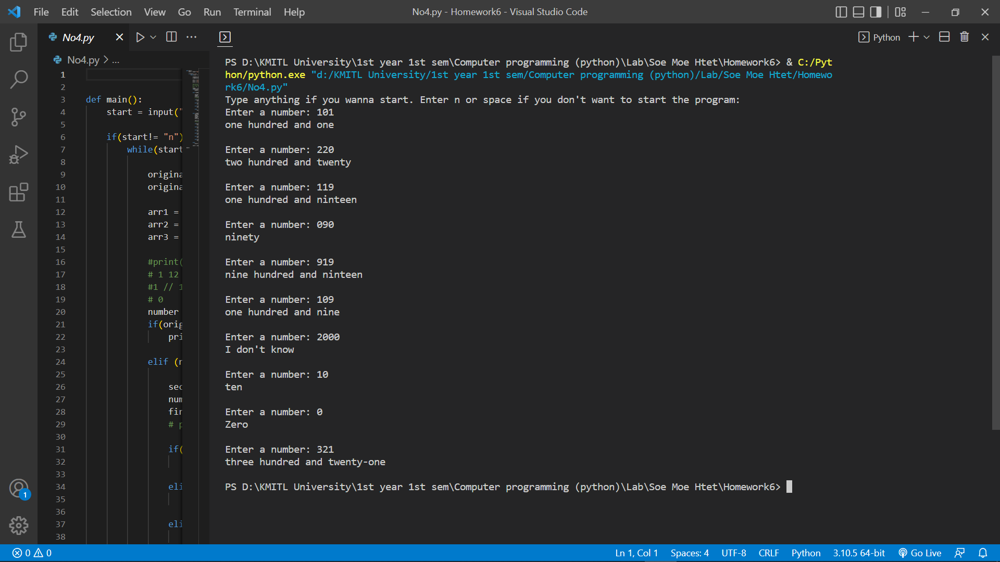 File Edit Selection View Go Run Terminal Help
No4.py - Homework6 - Visual Studio Code
No4.py
Python
No4.py > ...
1
2
3 def main():
4 start = input("
5
6 if(start!= "n")
7 while(start
8
9 origina
10 origina
11
12 arr1 =
13 arr2 =
14 arr3 =
15
16 #print(
17 # 1 12
18 #1 // 1
19 # 0
20 number
21 if(orig
22 pri
23
24 elif (n
25
26 sec
27 num
28 fir
29 # p
30
31 if(
32
33
34 eli
35
36
37 eli
38
PS D:\KMITL University\1st year 1st sem\Computer programming (python)\Lab\Soe Moe Htet\Homework6> & C:/Pyt
hon/python.exe "d:/KMITL University/1st year 1st sem/Computer programming (python)/Lab/Soe Moe Htet/Homewo
rk6/No4.py"
Type anything if you wanna start. Enter n or space if you don't want to start the program:
Enter a number: 101
one hundred and one
Enter a number: 220
two hundred and twenty
Enter a number: 119
one hundred and ninteen
Enter a number: 090
ninety
Enter a number: 919
nine hundred and ninteen
Enter a number: 109
one hundred and nine
Enter a number: 2000
I don't know
Enter a number: 10
ten
Enter a number: 0
Zero
Enter a number: 321
three hundred and twenty-one
PS D:\KMITL University\1st year 1st sem\Computer programming (python)\Lab\Soe Moe Htet\Homework6>
1
0 0
Ln 1, Col 1 Spaces: 4 UTF-8 CRLF Python 3.10.5 64-bit Go Live